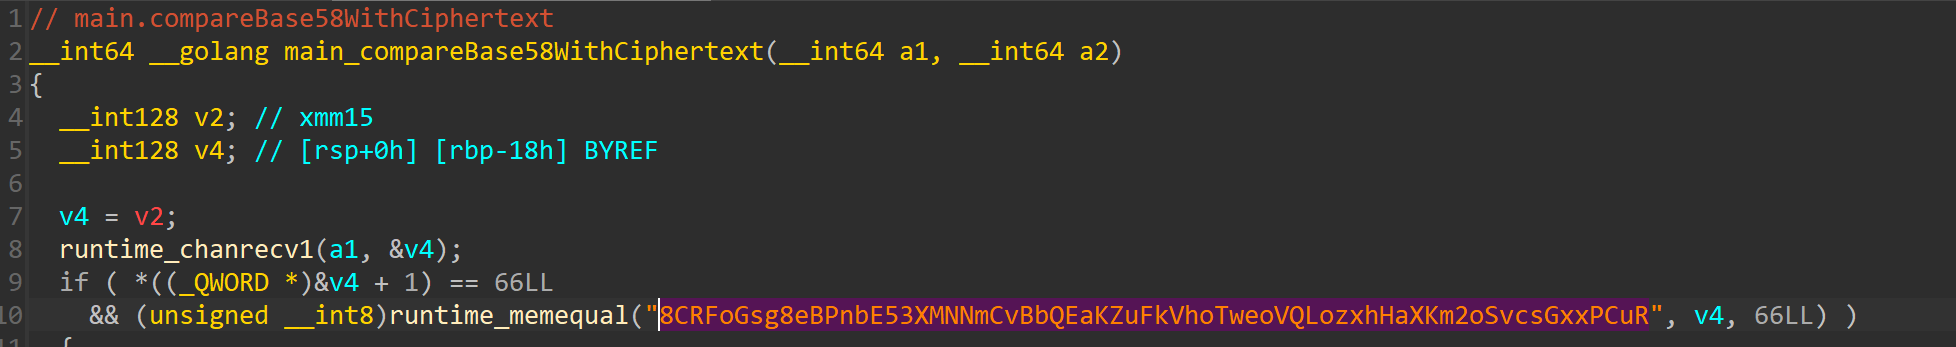 1 // main.compareBase58WithCiphertext
2 __int64 __golang main_compareBase58WithCiphertext(__int64 a1, __int64 a2)
3 {
4   __int128 v2; // xmm15
5   __int128 v4; // [rsp+0h] [rbp-18h] BYREF
6
7   v4 = v2;
8   runtime_chanrecv1(a1, &v4);
9   if ( *((_QWORD *)&v4 + 1) == 66LL
10     && (unsigned __int8)runtime_memequal("8CRFoGsg8eBPnbE53XMNNmCvBbQEaKZuFkVhoTweoVQLozxhHaXKm2oSvcsGxxPCuR", v4, 66LL) )
11   {